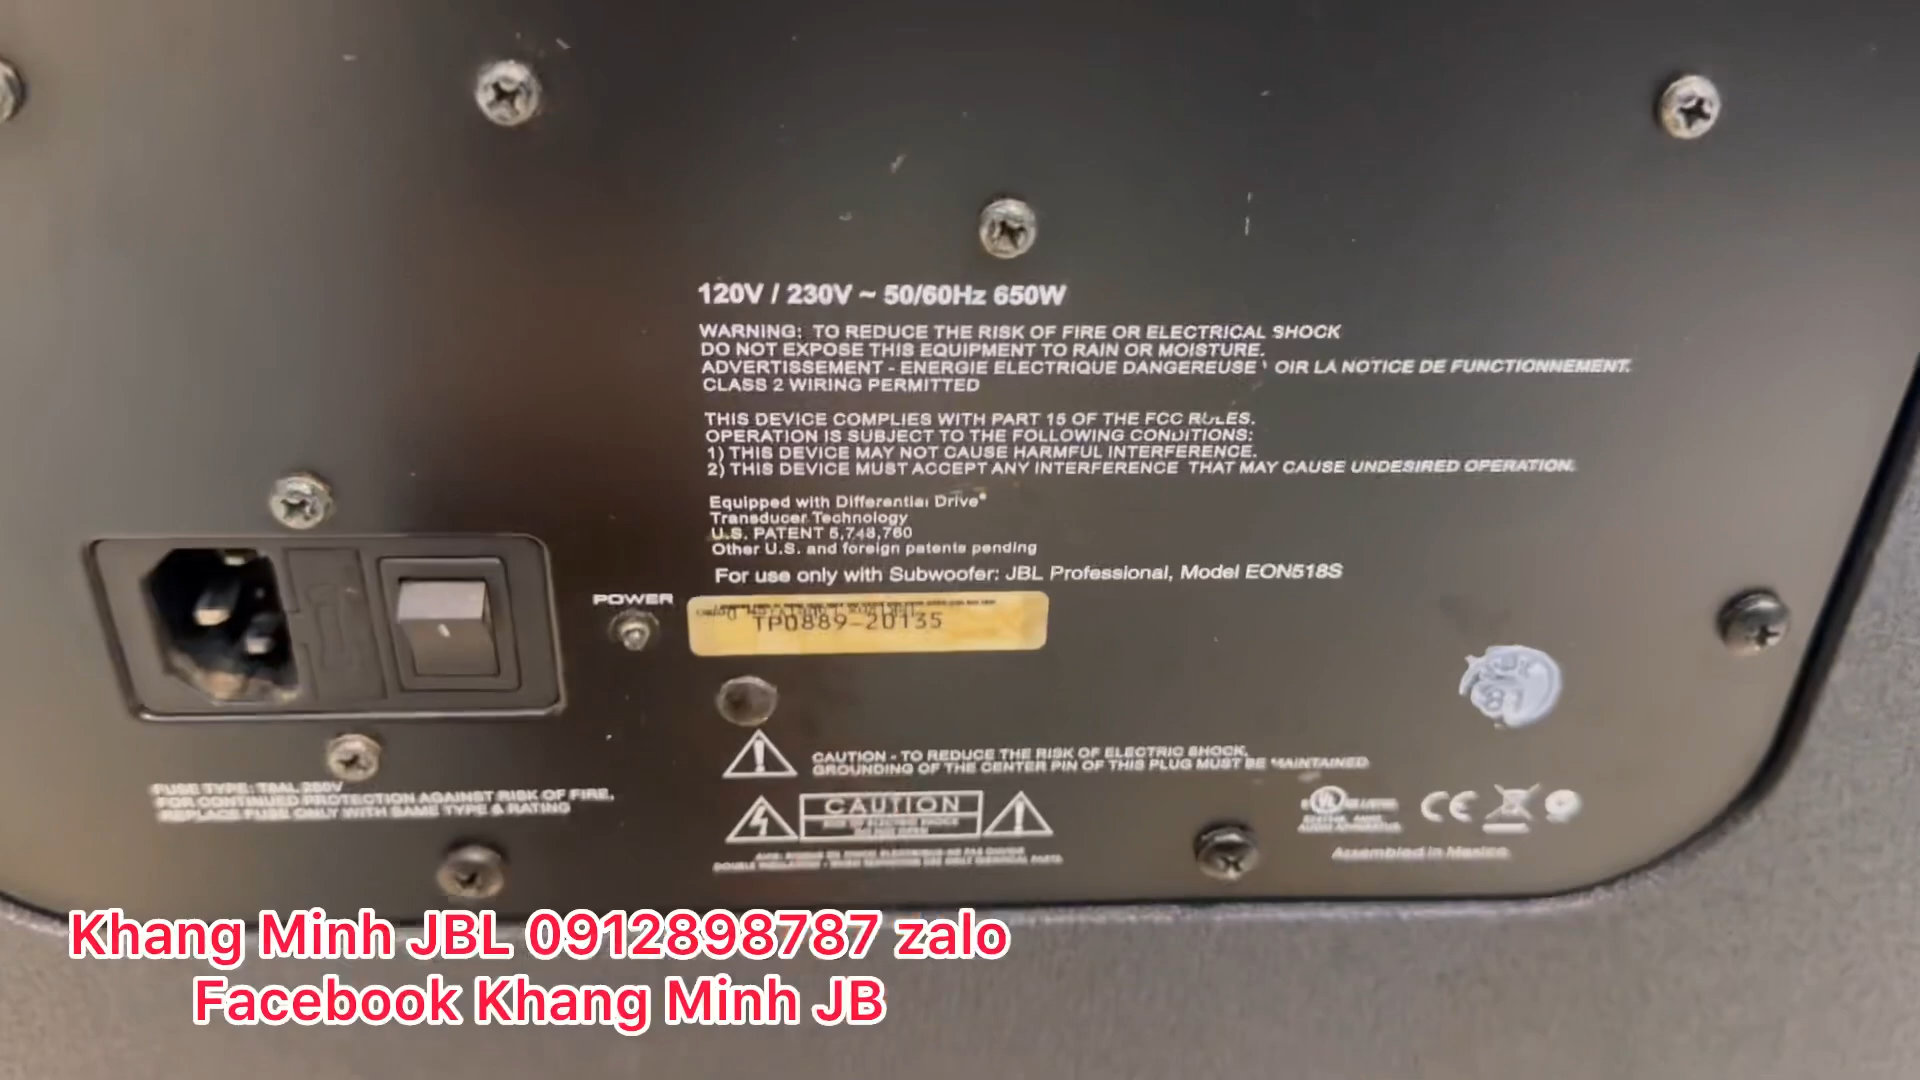 120V / 230V ~ 50/60Hz 650W
WARNING: TO REDUCE THE RISK OF FIRE OR ELECTRICAL SHOCK
DO NOT EXPOSE THIS EQUIPMENT TO RAIN OR MOISTURE.
ADVERTISSEMENT - ENERGIE ELECTRIQUE DANGEREUSE OIR LA NOTICE DE FUNCTIONNEMENT.
CLASS 2 WIRING PERMITTED
THIS DEVICE COMPLIES WITH PART 15 OF THE FCC RULES.
OPERATION IS SUBJECT TO THE FOLLOWING CONDITIONS:
1) THIS DEVICE MAY NOT CAUSE HARMFUL INTERFERENCE.
2) THIS DEVICE MUST ACCEPT ANY INTERFERENCE THAT MAY CAUSE UNDESIRED OPERATION.
Equipped with Differential Drive®
Transducer Technology
U.S. PATENT 5,748,760
Other U.S. and foreign patents pending
For use only with Subwoofer: JBL Professional, Model EON518S
POWER
TP0889-20135
CAUTION - TO REDUCE THE RISK OF ELECTRIC SHOCK,
GROUNDING OF THE CENTER PIN OF THIS PLUG MUST BE MAINTAINED
FUSE TYPE: T8AL 250V
FOR CONTINUED PROTECTION AGAINST RISK OF FIRE,
REPLACE FUSE ONLY WITH SAME TYPE & RATING
CAUTION
RISK OF ELECTRIC SHOCK
DO NOT OPEN
UL
CE
Assembled in Mexico
Khang Minh JBL 0912898787 zalo
Facebook Khang Minh JB